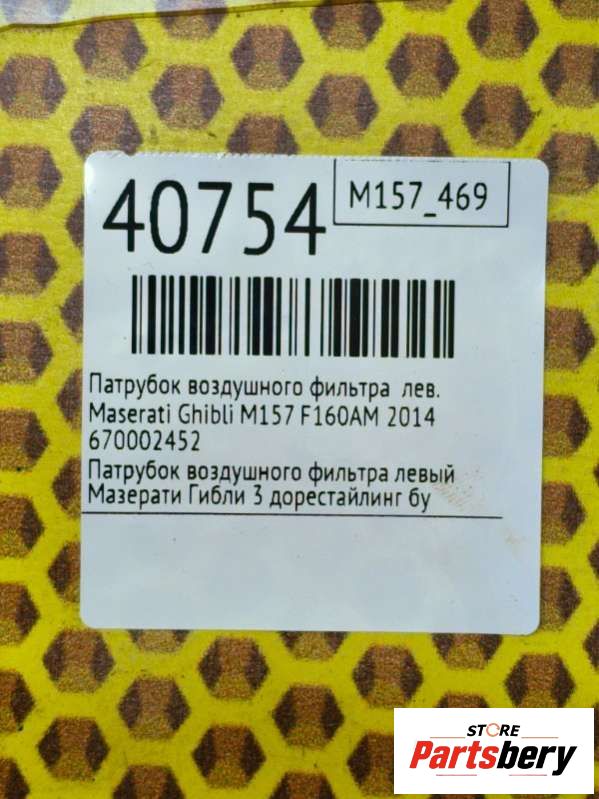 40754
M157_469
Патрубок воздушного фильтра лев.
Maserati Ghibli M157 F160AM 2014
670002452
Патрубок воздушного фильтра левый
Мазерати Гибли 3 дорестайлинг бу
STORE
Partsbery